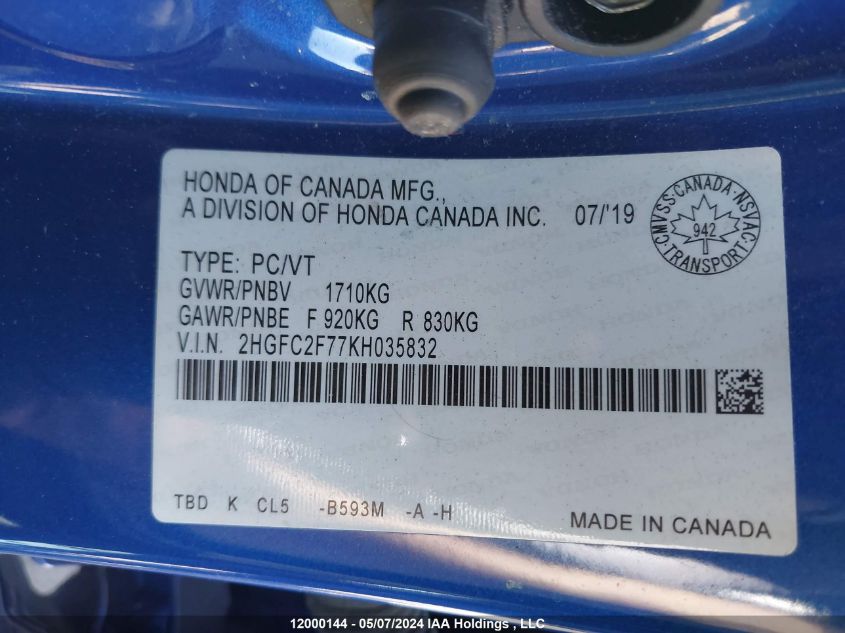 HONDA OF CANADA MFG.,
A DIVISION OF HONDA CANADA INC. 07/'19
CMVSS·CANADA·NSVAC·TRANSPORT·
942
TYPE: PC/VT
GVWR/PNBV 1710KG
GAWR/PNBE F 920KG R 830KG
V.I.N. 2HGFC2F77KH035832
TBD K CL5 -B593M -A -H
MADE IN CANADA
12000144 - 05/07/2024 IAA Holdings , LLC